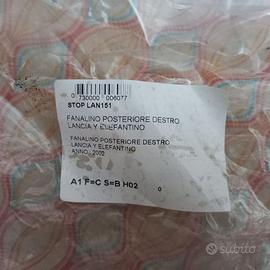 0 730000 006077
STOP LAN151
FANALINO POSTERIORE DESTRO
LANCIA Y ELEFANTINO
FANALINO POSTERIORE DESTRO
LANCIA Y ELEFANTINO
ANNO: 2002
A1 F=C S=B H02 0
subito